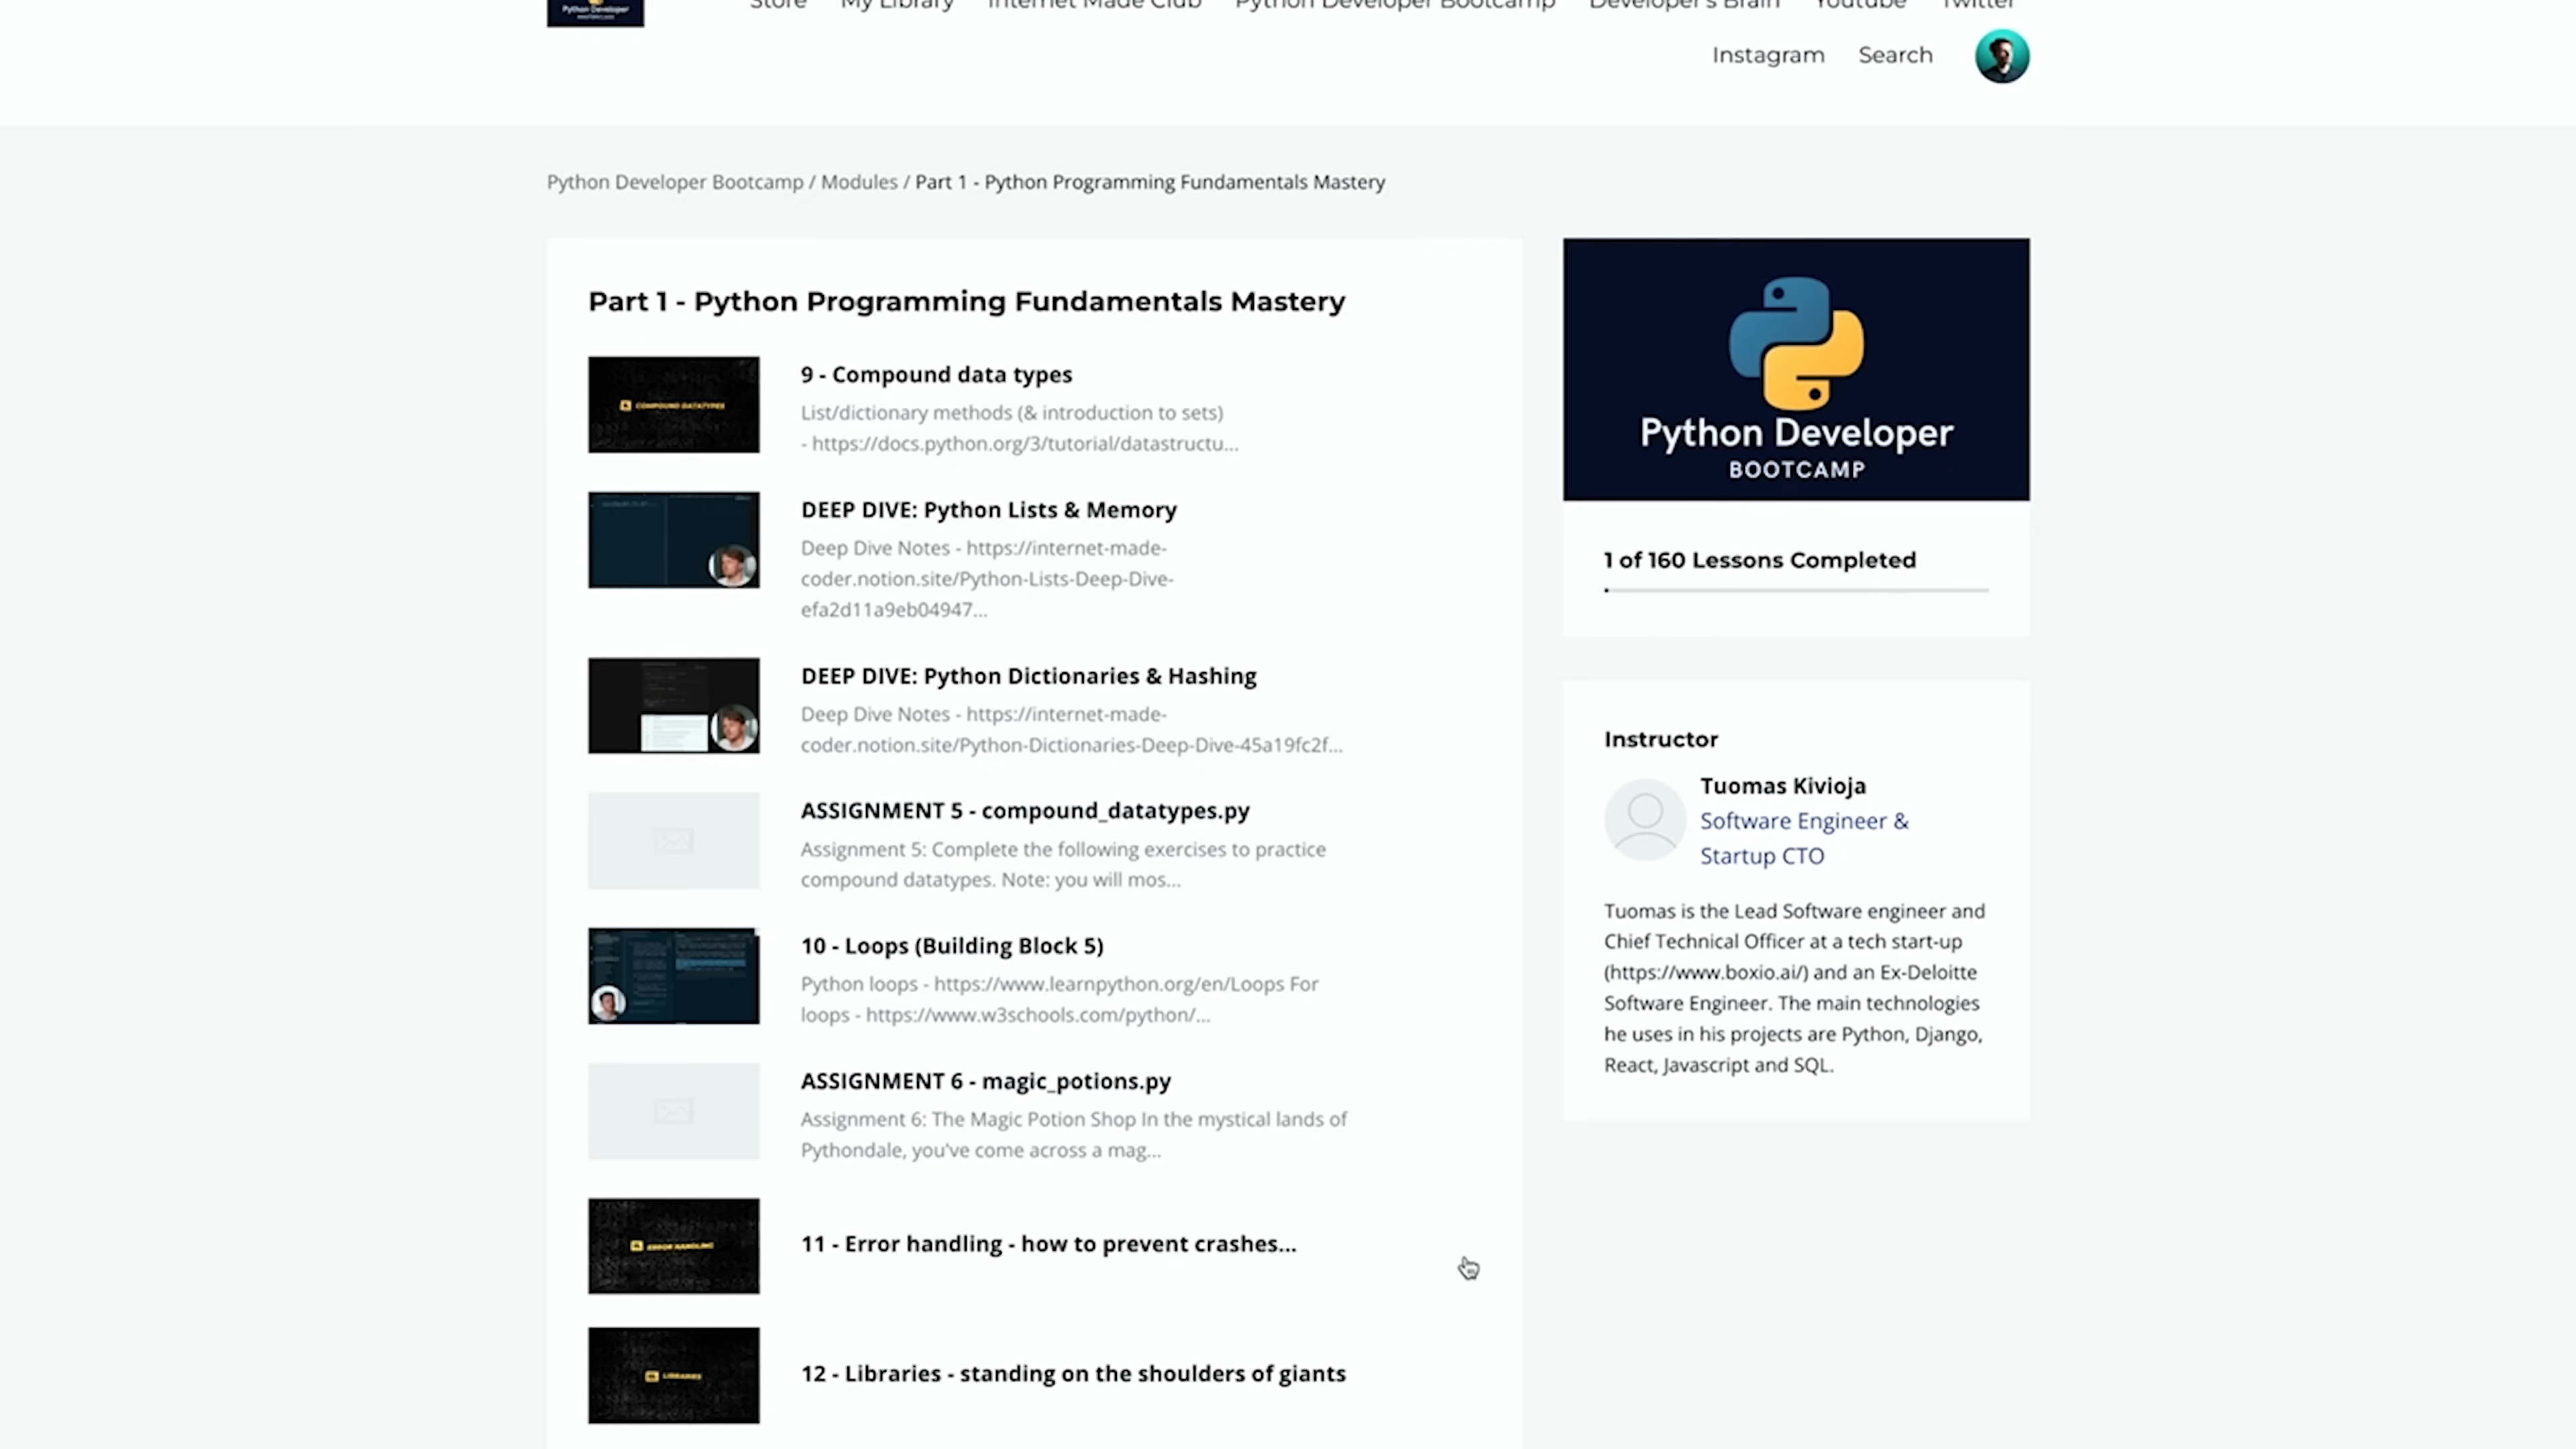 Python Developer
Store My Library Internet Made Club Python Developer Bootcamp Developer's Brain Youtube Twitter
Instagram Search
Python Developer Bootcamp / Modules / Part 1 - Python Programming Fundamentals Mastery
Part 1 - Python Programming Fundamentals Mastery
COMPOUND DATATYPES
9 - Compound data types
List/dictionary methods (& introduction to sets)
- https://docs.python.org/3/tutorial/datastructu...
DEEP DIVE: Python Lists & Memory
Deep Dive Notes - https://internet-made-
coder.notion.site/Python-Lists-Deep-Dive-
efa2d11a9eb04947...
DEEP DIVE: Python Dictionaries & Hashing
Deep Dive Notes - https://internet-made-
coder.notion.site/Python-Dictionaries-Deep-Dive-45a19fc2f...
ASSIGNMENT 5 - compound_datatypes.py
Assignment 5: Complete the following exercises to practice
compound datatypes. Note: you will mos...
10 - Loops (Building Block 5)
Python loops - https://www.learnpython.org/en/Loops For
loops - https://www.w3schools.com/python/...
ASSIGNMENT 6 - magic_potions.py
Assignment 6: The Magic Potion Shop In the mystical lands of
Pythondale, you've come across a mag...
ERROR HANDLING
11 - Error handling - how to prevent crashes...
LIBRARIES
12 - Libraries - standing on the shoulders of giants
Python Developer
BOOTCAMP
1 of 160 Lessons Completed
Instructor
Tuomas Kivioja
Software Engineer &
Startup CTO
Tuomas is the Lead Software engineer and
Chief Technical Officer at a tech start-up
(https://www.boxio.ai/) and an Ex-Deloitte
Software Engineer. The main technologies
he uses in his projects are Python, Django,
React, Javascript and SQL.